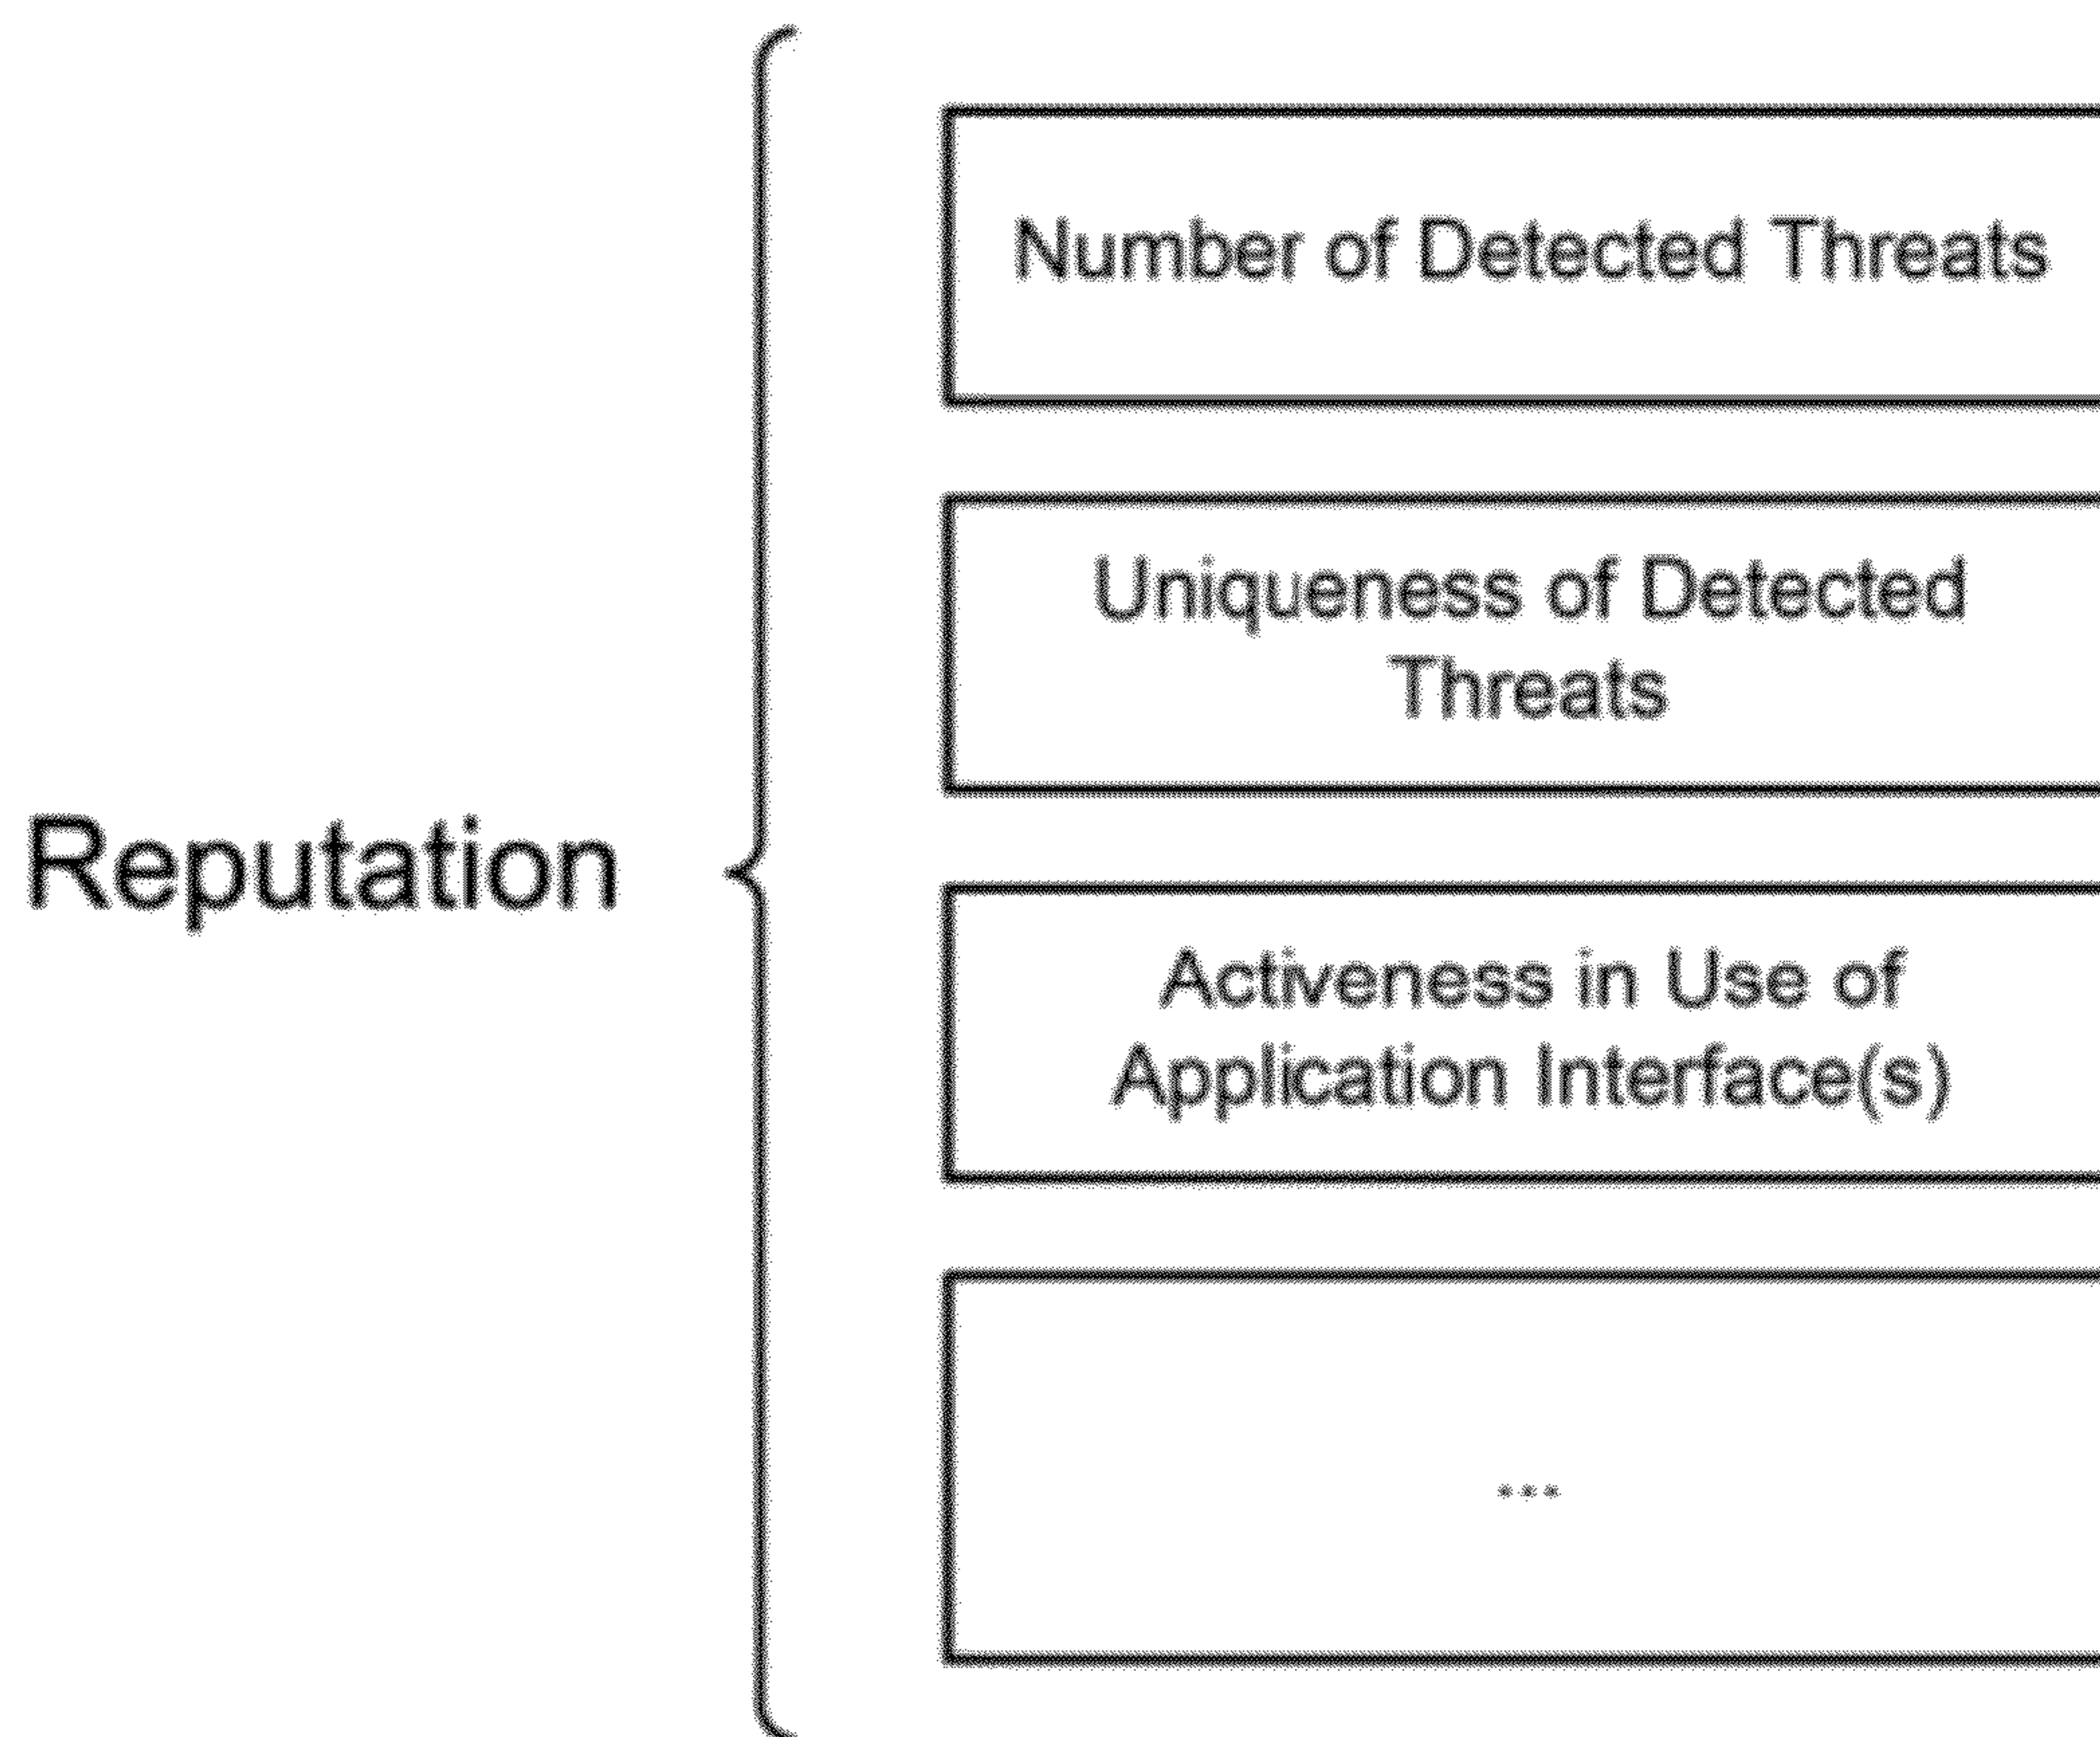 Number of Detected Threats
Uniqueness of Detected
Threats
Reputation
Activeness in Use of
Application Interface(s)
...